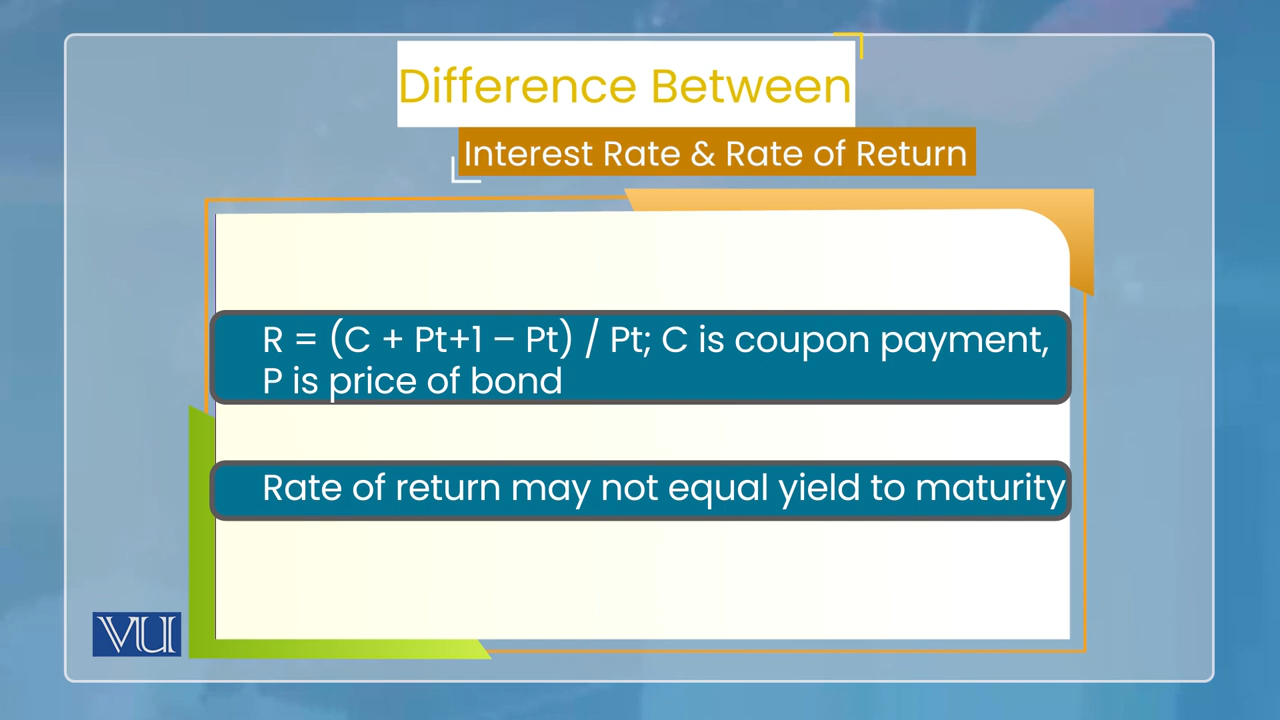 Difference Between
Interest Rate & Rate of Return
R = (C + Pt+1 – Pt) / Pt; C is coupon payment,
P is price of bond
Rate of return may not equal yield to maturity
VU